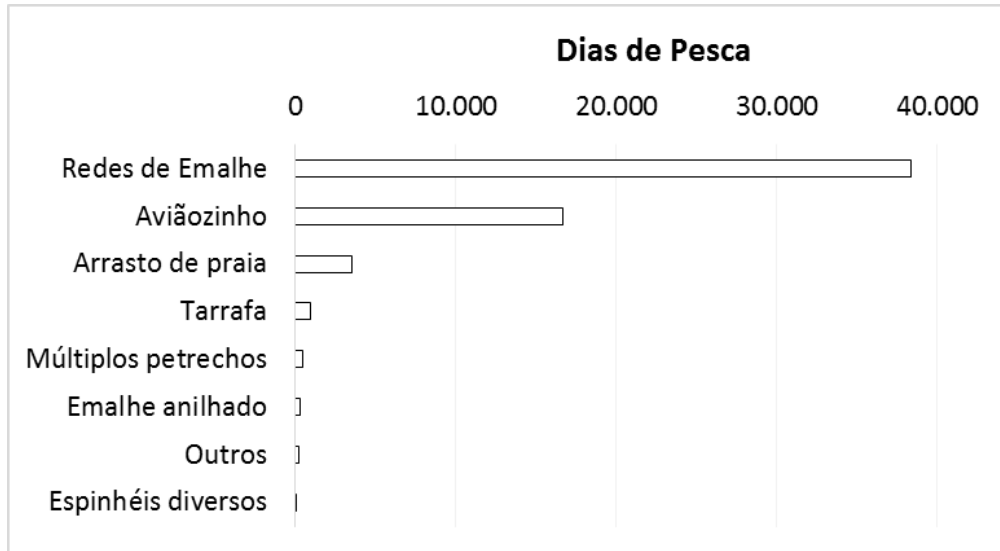 Dias de Pesca
0 10.000 20.000 30.000 40.000
Redes de Emalhe
Aviãozinho
Arrasto de praia
Tarrafa
Múltiplos petrechos
Emalhe anilhado
Outros
Espinhéis diversos